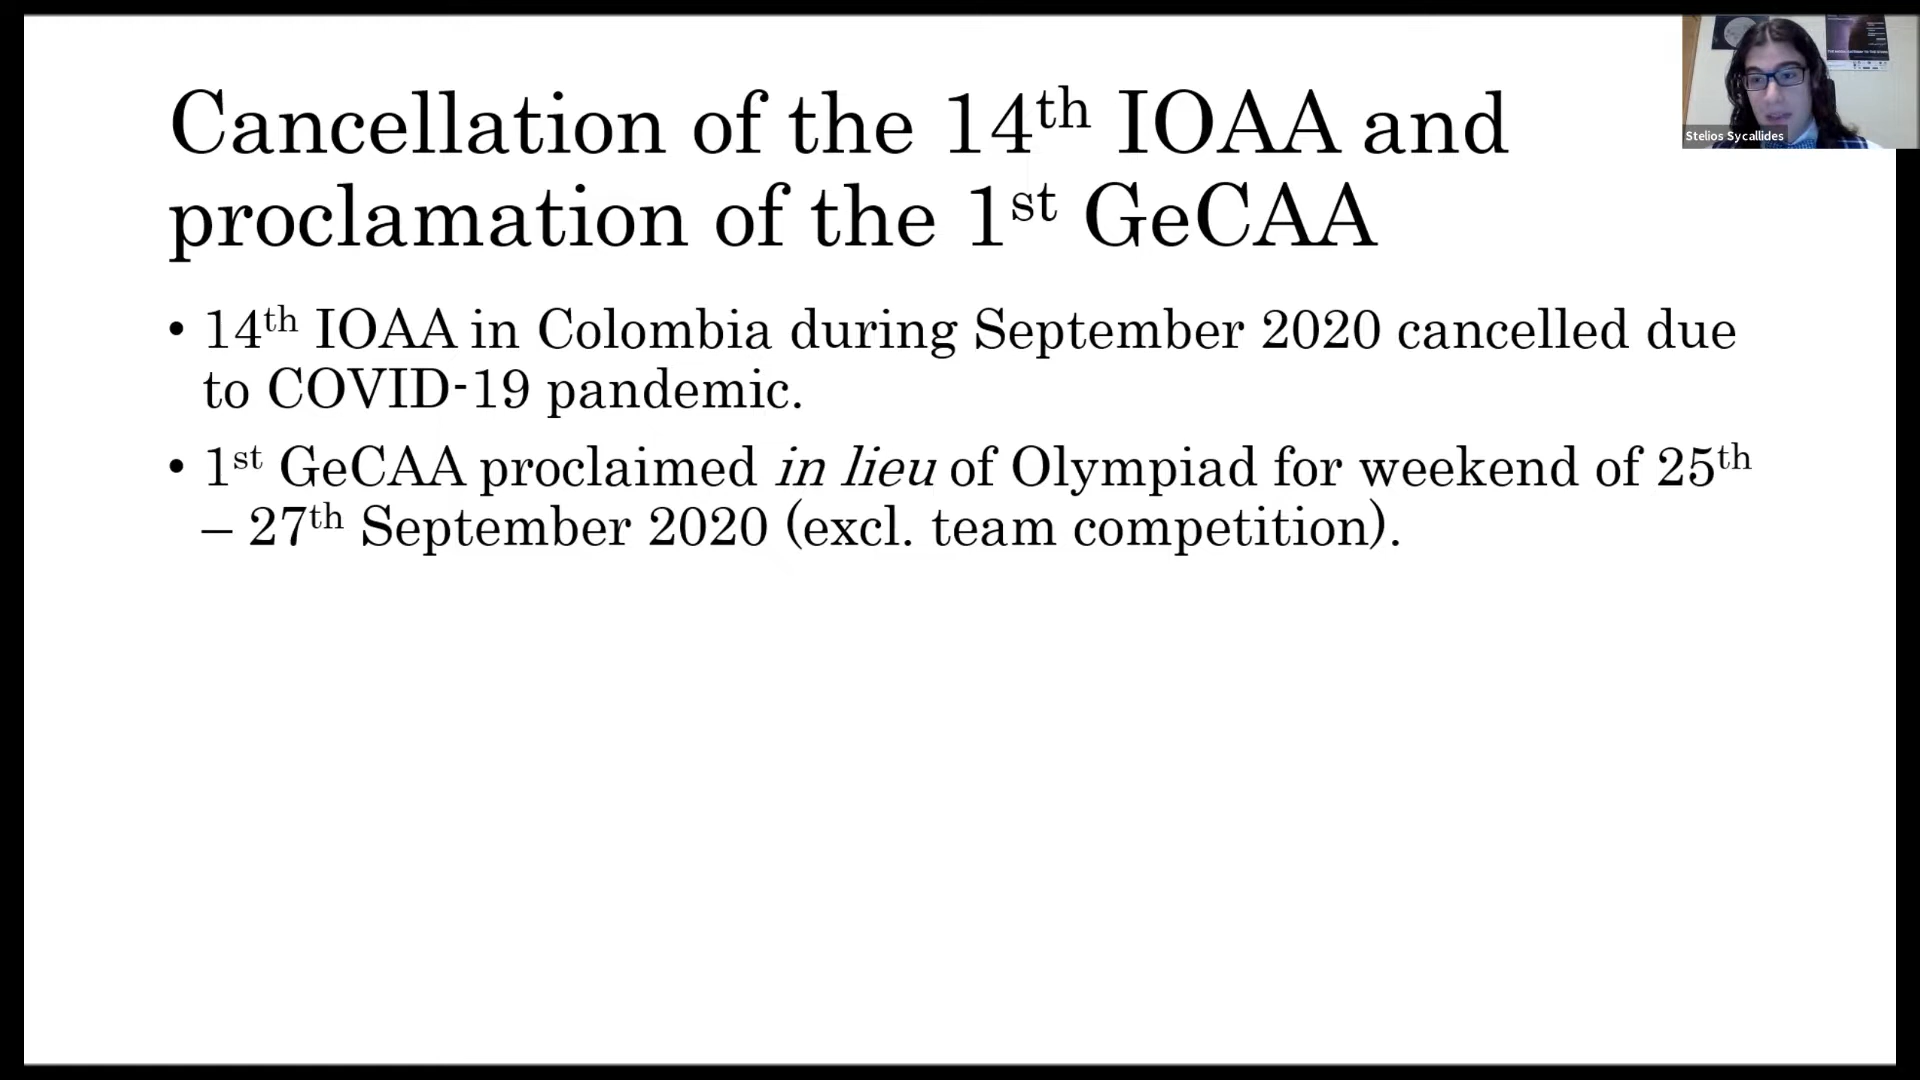 Cancellation of the 14th IOAA and
proclamation of the 1st GeCAA
• 14th IOAA in Colombia during September 2020 cancelled due
to COVID-19 pandemic.
• 1st GeCAA proclaimed in lieu of Olympiad for weekend of 25th
– 27th September 2020 (excl. team competition).
Stelios Sycallides